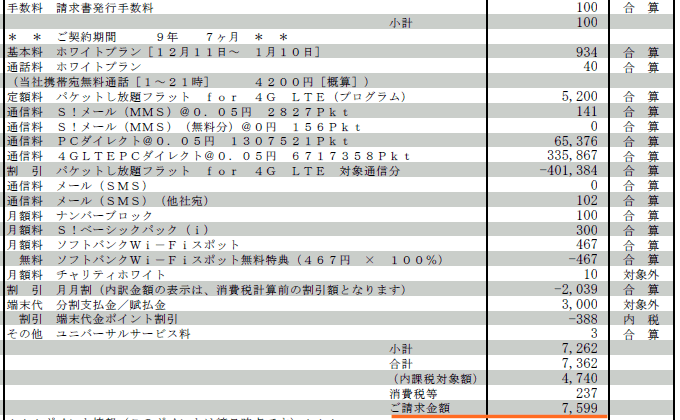 手数料 請求書発行手数料 100 合 算
小計 100
＊ ＊ ご契約期間 ９年 ７ヶ月 ＊ ＊
基本料 ホワイトプラン［１２月１１日～ １月１０日］ 934 合 算
通話料 ホワイトプラン 40 合 算
（当社携帯宛無料通話［１～２１時］ ４２００円［概算］）
定額料 パケットし放題フラット ｆｏｒ ４Ｇ ＬＴＥ（プログラム） 5,200 合 算
通信料 Ｓ！メール（ＭＭＳ）＠０．０５円 ２８２７Ｐｋｔ 141 合 算
通信料 Ｓ！メール（ＭＭＳ）（無料分）＠０円 １５６Ｐｋｔ 0 合 算
通信料 ＰＣダイレクト＠０．０５円 １３０７５２１Ｐｋｔ 65,376 合 算
通信料 ４ＧＬＴＥＰＣダイレクト＠０．０５円 ６７１７３５８Ｐｋｔ 335,867 合 算
割 引 パケットし放題フラット ｆｏｒ ４Ｇ ＬＴＥ 対象通信分 -401,384 合 算
通信料 メール（ＳＭＳ） 0 合 算
通信料 メール（ＳＭＳ）（他社宛） 102 合 算
月額料 ナンバーブロック 100 合 算
月額料 Ｓ！ベーシックパック（ｉ） 300 合 算
月額料 ソフトバンクＷｉ－Ｆｉスポット 467 合 算
無料 ソフトバンクＷｉ－Ｆｉスポット無料特典（４６７円 × １００％） -467 合 算
月額料 チャリティホワイト 10 対象外
割 引 月月割（内訳金額の表示は、消費税計算前の割引額となります） -2,039 合 算
端末代 分割支払金／賦払金 3,000 対象外
割引 端末代金ポイント割引 -388 内 税
その他 ユニバーサルサービス料 3 合 算
小計 7,262
合計 7,362
（内課税対象額） 4,740
消費税等 237
ご請求金額 7,599